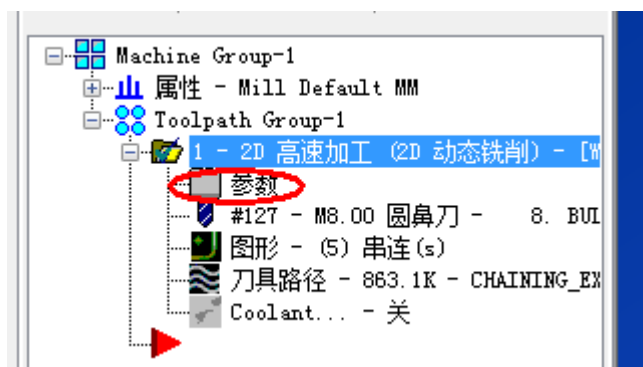 Machine Group-1
属性 - Mill Default MM
Toolpath Group-1
1 - 2D 高速加工 (2D 动态铣削) - [W
参数
#127 - M8.00 圆鼻刀 - 8. BUL
图形 - (5) 串连(s)
刀具路径 - 863.1K - CHAINING_EX
Coolant... - 关